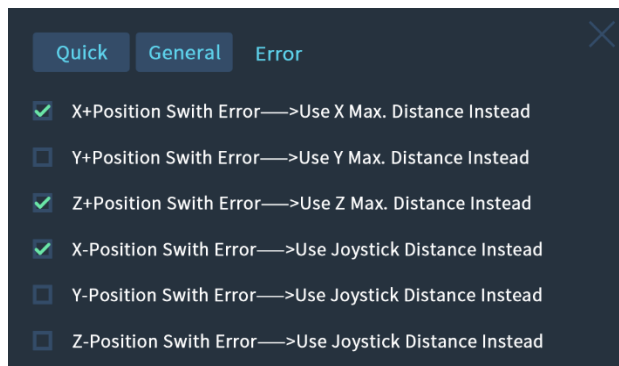 Quick General Error
X+Position Swith Error—->Use X Max. Distance Instead
Y+Position Swith Error—->Use Y Max. Distance Instead
Z+Position Swith Error—->Use Z Max. Distance Instead
X-Position Swith Error—->Use Joystick Distance Instead
Y-Position Swith Error—->Use Joystick Distance Instead
Z-Position Swith Error—->Use Joystick Distance Instead